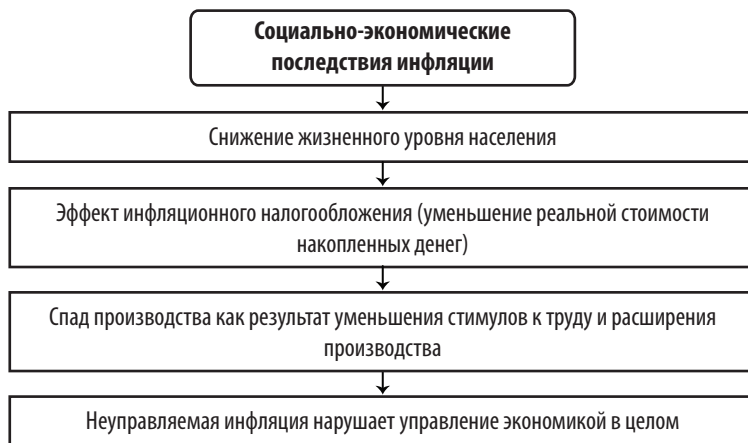 Социально-экономические
последствия инфляции
Снижение жизненного уровня населения
Эффект инфляционного налогообложения (уменьшение реальной стоимости
накопленных денег)
Спад производства как результат уменьшения стимулов к труду и расширения
производства
Неуправляемая инфляция нарушает управление экономикой в целом